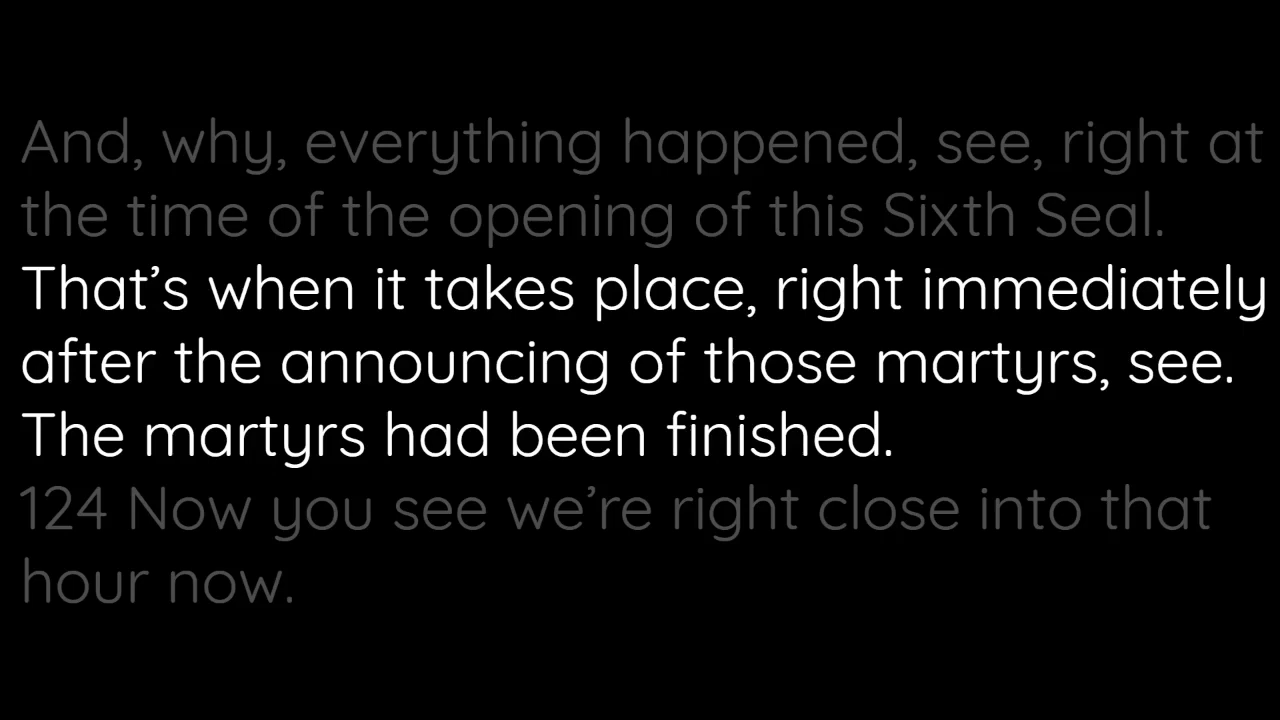 And, why, everything happened, see, right at
the time of the opening of this Sixth Seal.
That’s when it takes place, right immediately
after the announcing of those martyrs, see.
The martyrs had been finished.
124 Now you see we’re right close into that
hour now.